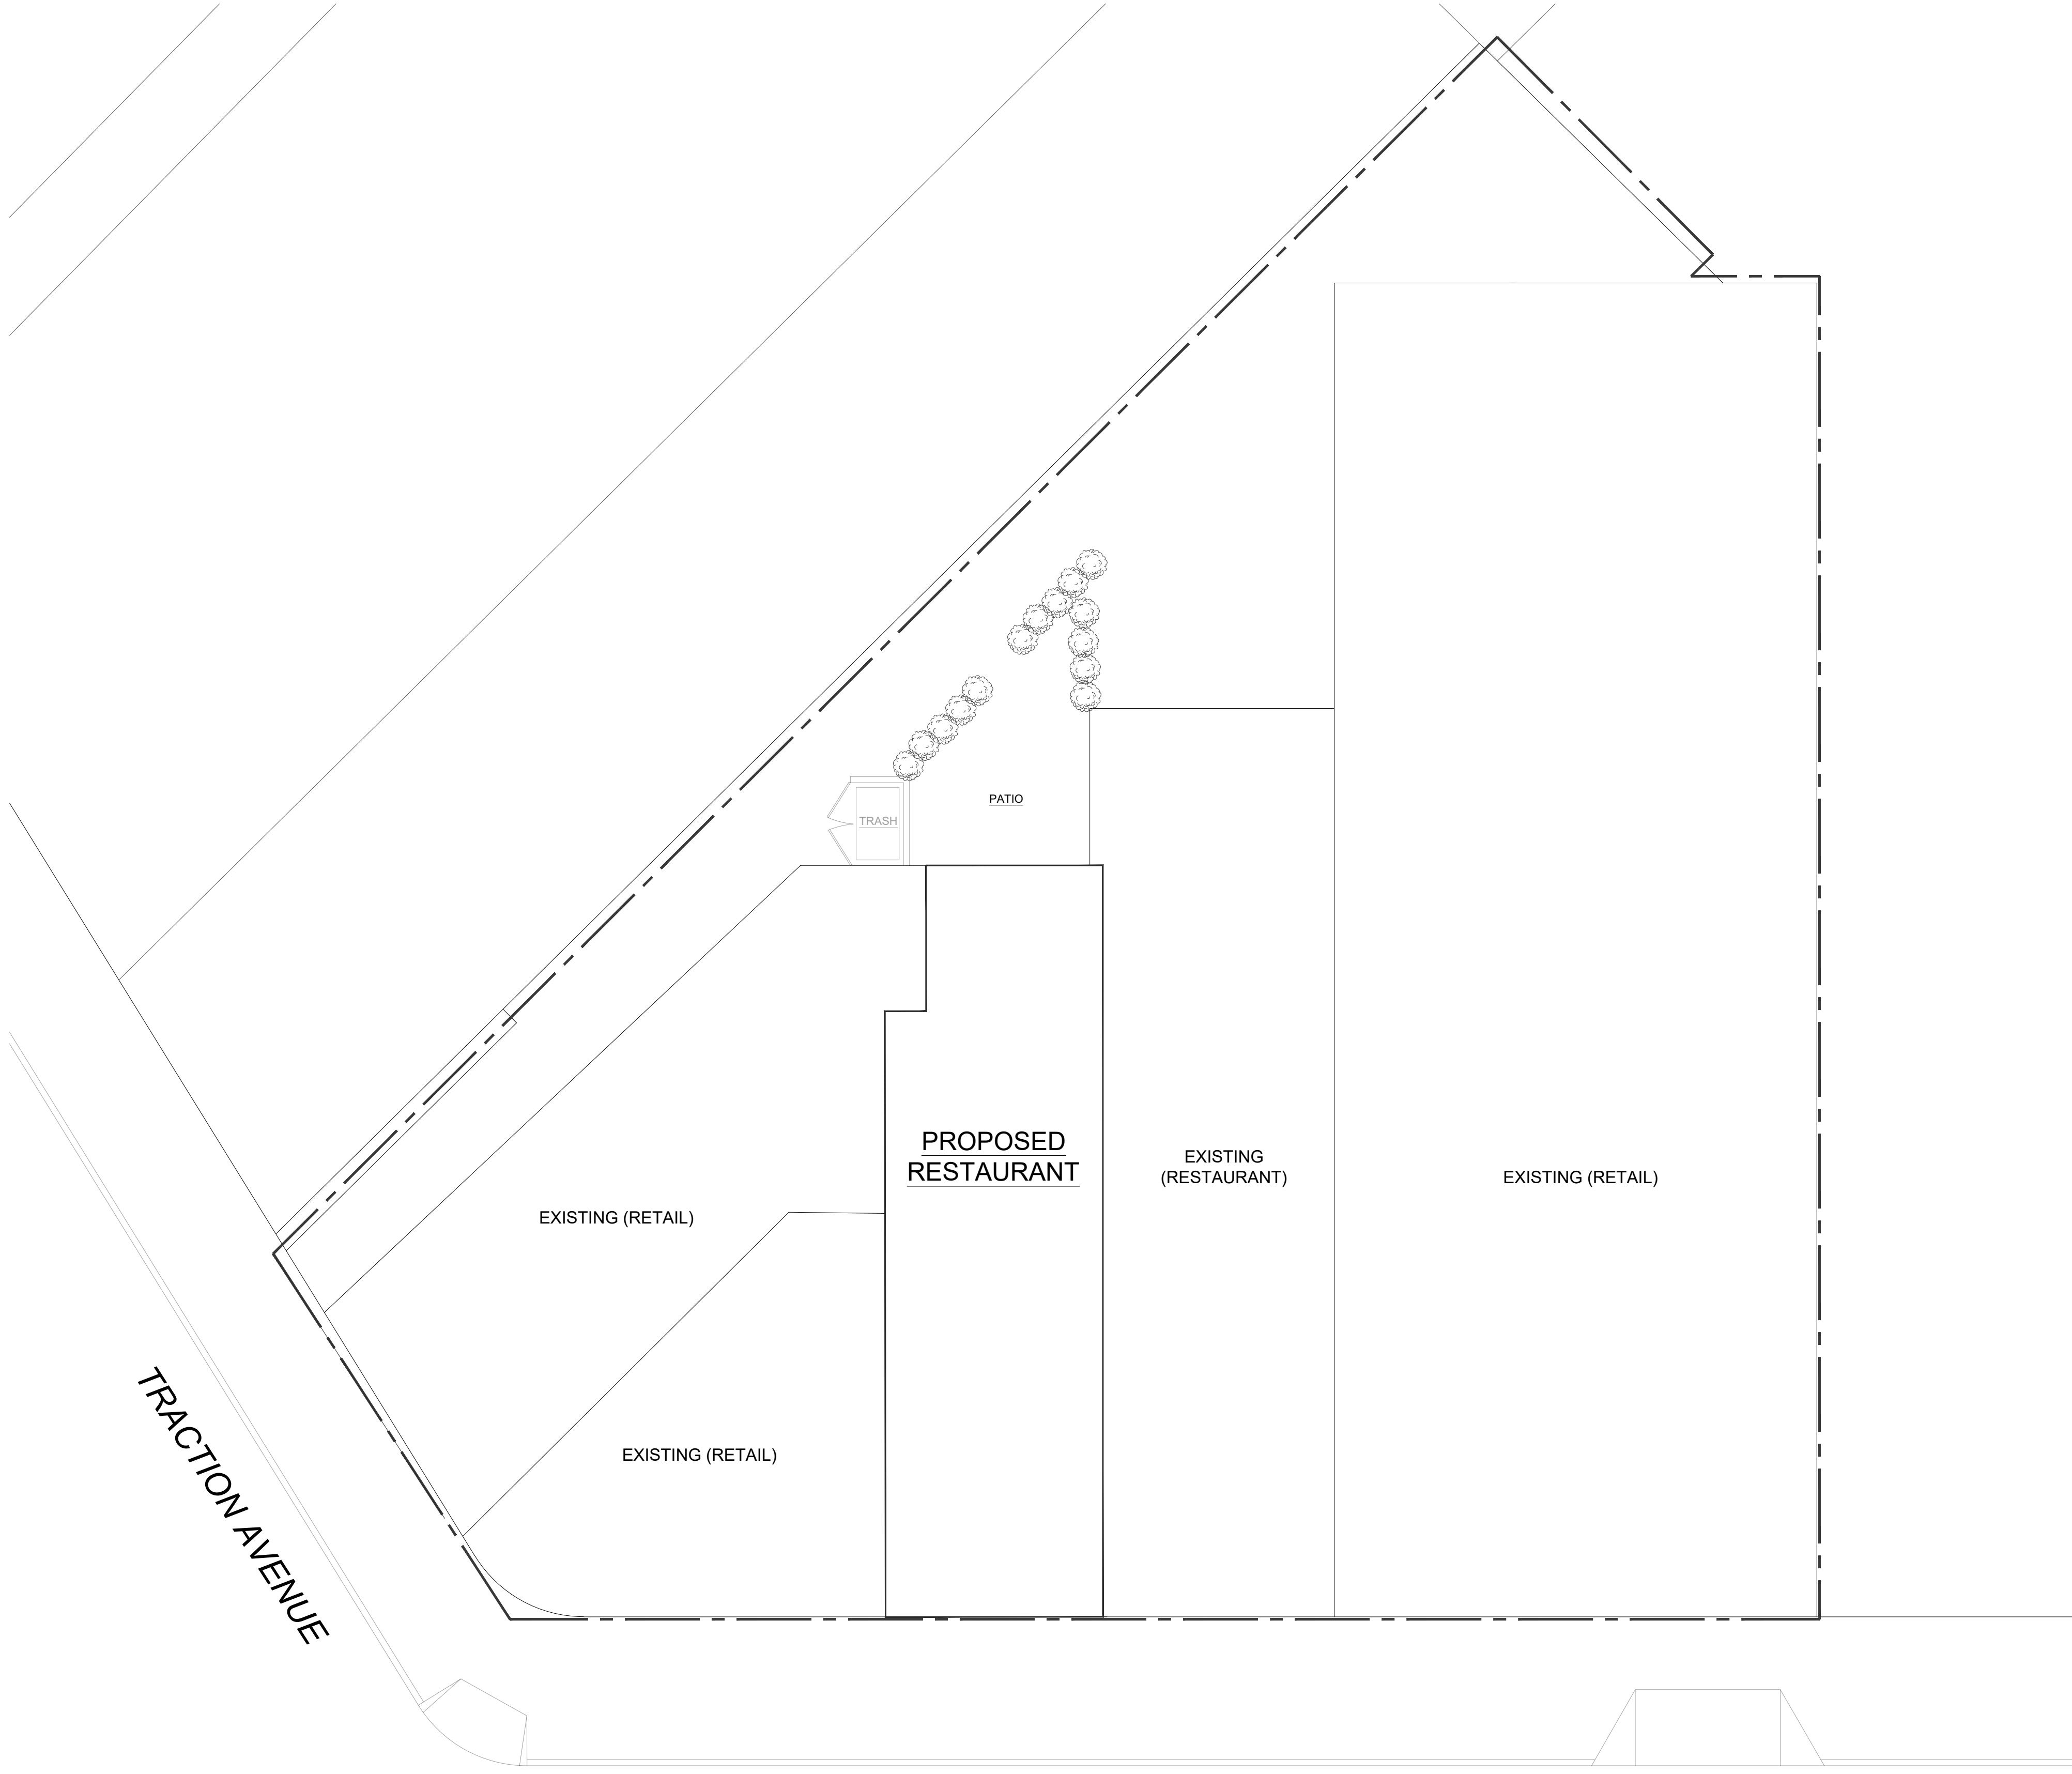 PATIO
TRASH
PROPOSED
RESTAURANT
EXISTING
(RESTAURANT)
EXISTING (RETAIL)
EXISTING (RETAIL)
EXISTING (RETAIL)
TRACTION AVENUE